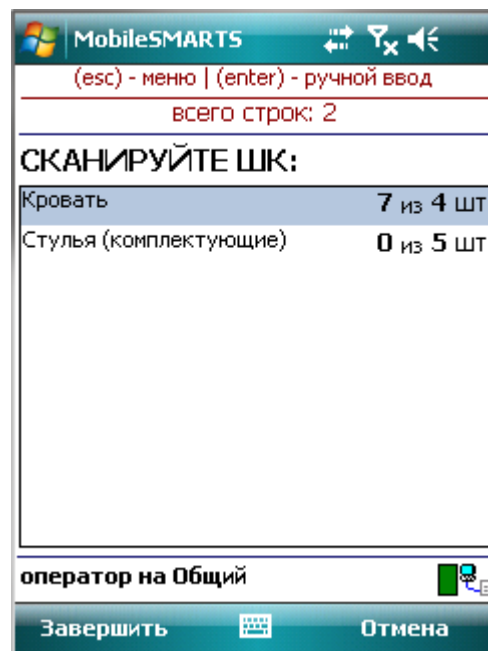 MobileSMARTS
(esc) - меню | (enter) - ручной ввод
всего строк: 2
СКАНИРУЙТЕ ШК:
Кровать 7 из 4 шт
Стулья (комплектующие) 0 из 5 шт
оператор на Общий
Завершить Отмена